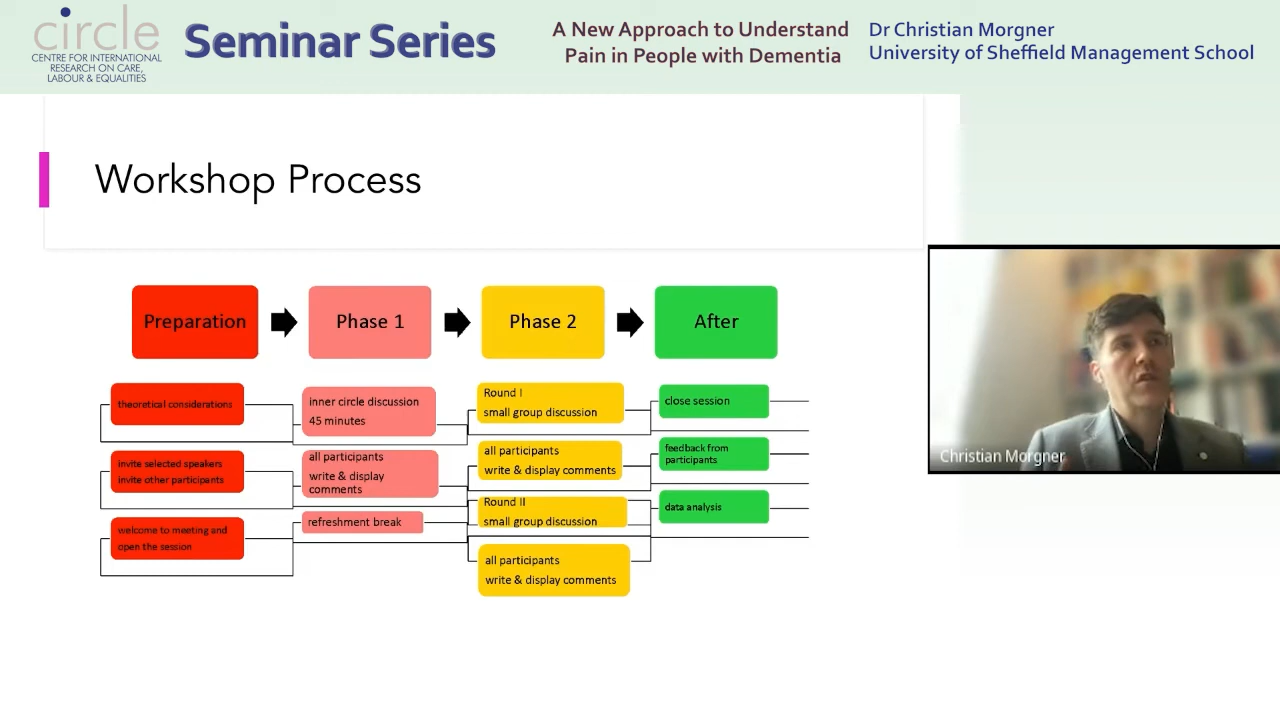 circle
CENTRE FOR INTERNATIONAL
RESEARCH ON CARE,
LABOUR & EQUALITIES
Seminar Series
A New Approach to Understand
Pain in People with Dementia
Dr Christian Morgner
University of Sheffield Management School
Workshop Process
Preparation
Phase 1
Phase 2
After
theoretical considerations
invite selected speakers
invite other participants
welcome to meeting and
open the session
inner circle discussion
45 minutes
all participants
write & display
comments
refreshment break
Round I
small group discussion
all participants
write & display comments
Round II
small group discussion
all participants
write & display comments
close session
feedback from
participants
data analysis
Christian Morgner